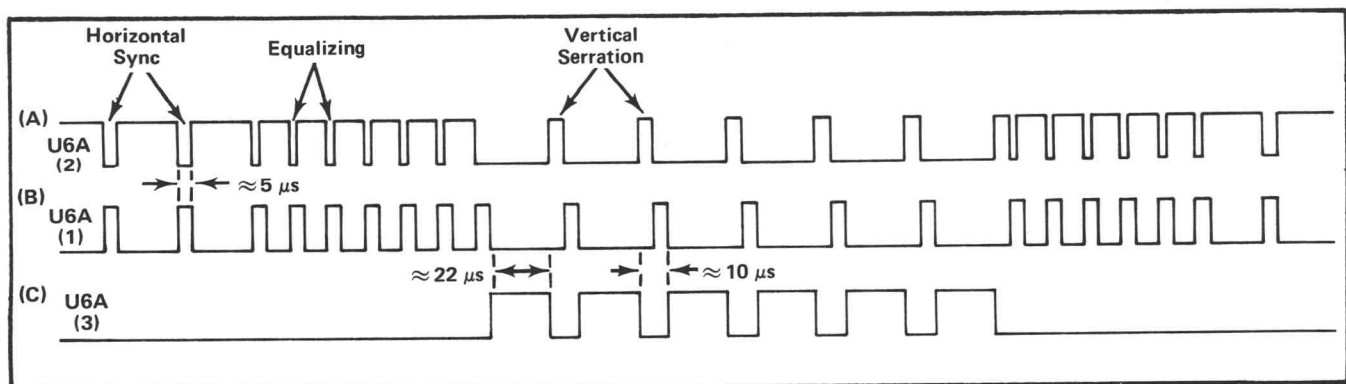 Horizontal
Sync
Equalizing
Vertical
Serration
(A)
U6A
(2)
≈5 μs
(B)
U6A
(1)
≈22 μs
≈10 μs
(C)
U6A
(3)